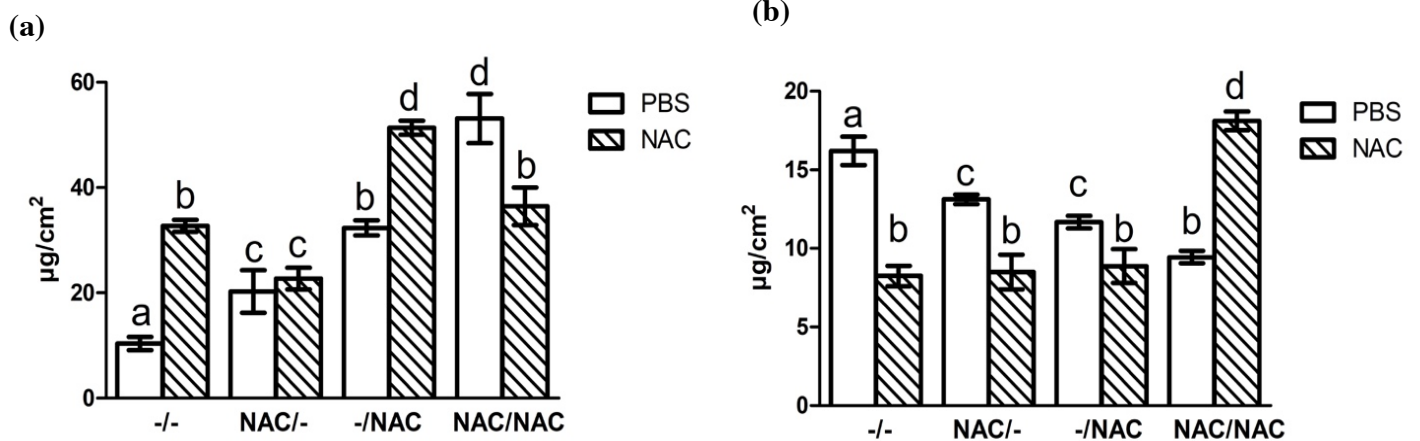 (a)
60
40
20
0
µg/cm²
a
b
c
c
b
d
d
b
-/-
NAC/-
-/NAC
NAC/NAC
PBS
NAC
(b)
20
15
10
5
0
µg/cm²
a
b
c
b
c
b
b
d
-/-
NAC/-
-/NAC
NAC/NAC
PBS
NAC